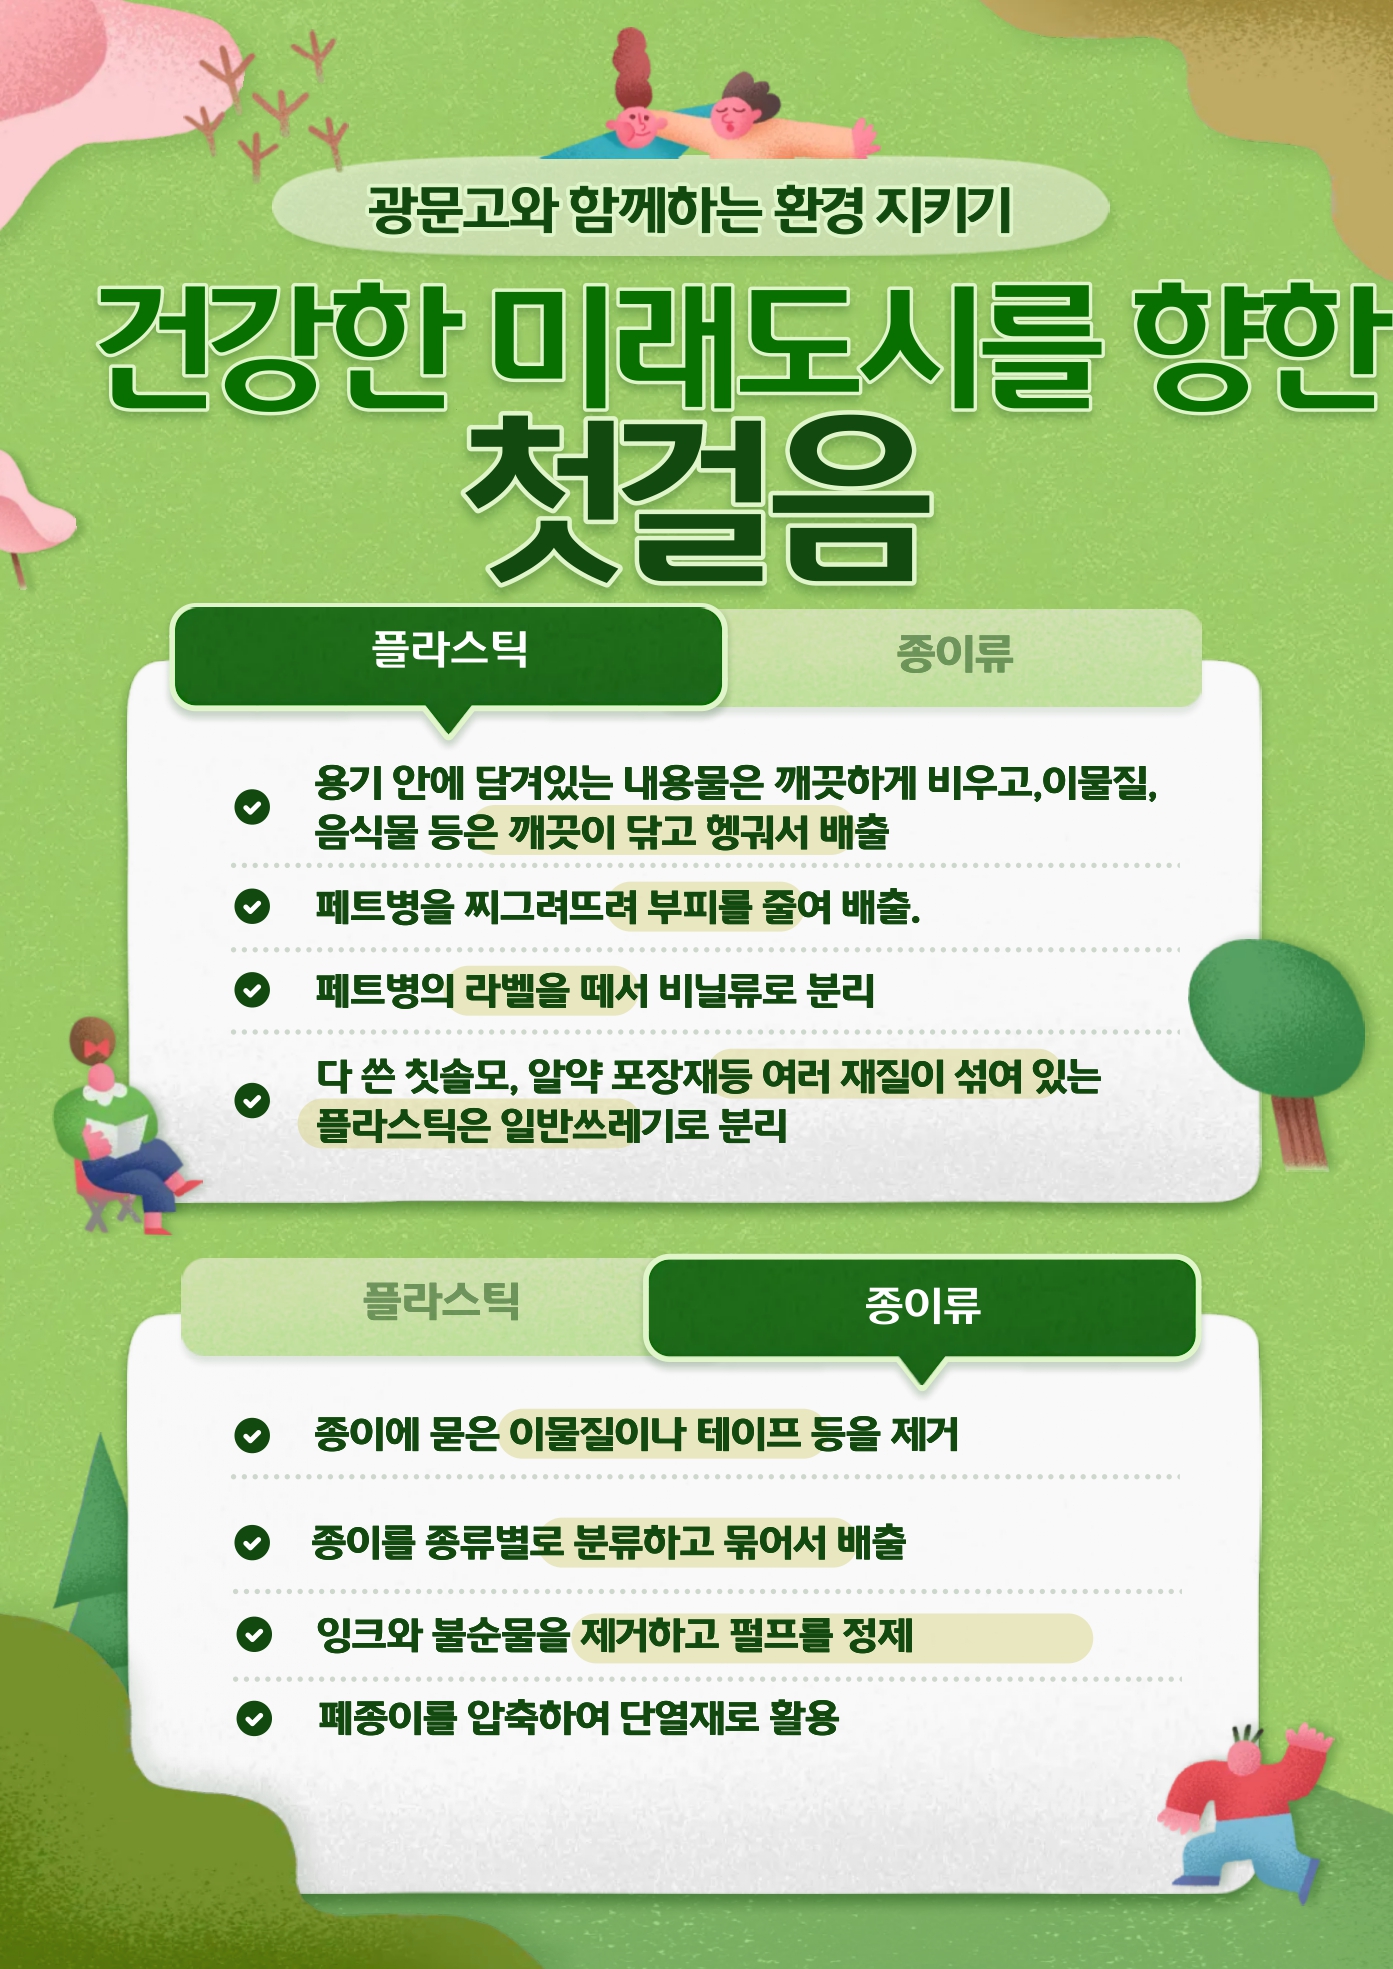 광문고와 함께하는 환경 지키기
건강한 미래도시를 향한
첫걸음
플라스틱 종이류
용기 안에 담겨있는 내용물은 깨끗하게 비우고,이물질,
음식물 등은 깨끗이 닦고 헹궈서 배출
페트병을 찌그려뜨려 부피를 줄여 배출.
페트병의 라벨을 떼서 비닐류로 분리
다 쓴 칫솔모, 알약 포장재등 여러 재질이 섞여 있는
플라스틱은 일반쓰레기로 분리
플라스틱 종이류
종이에 묻은 이물질이나 테이프 등을 제거
종이를 종류별로 분류하고 묶어서 배출
잉크와 불순물을 제거하고 펄프를 정제
폐종이를 압축하여 단열재로 활용